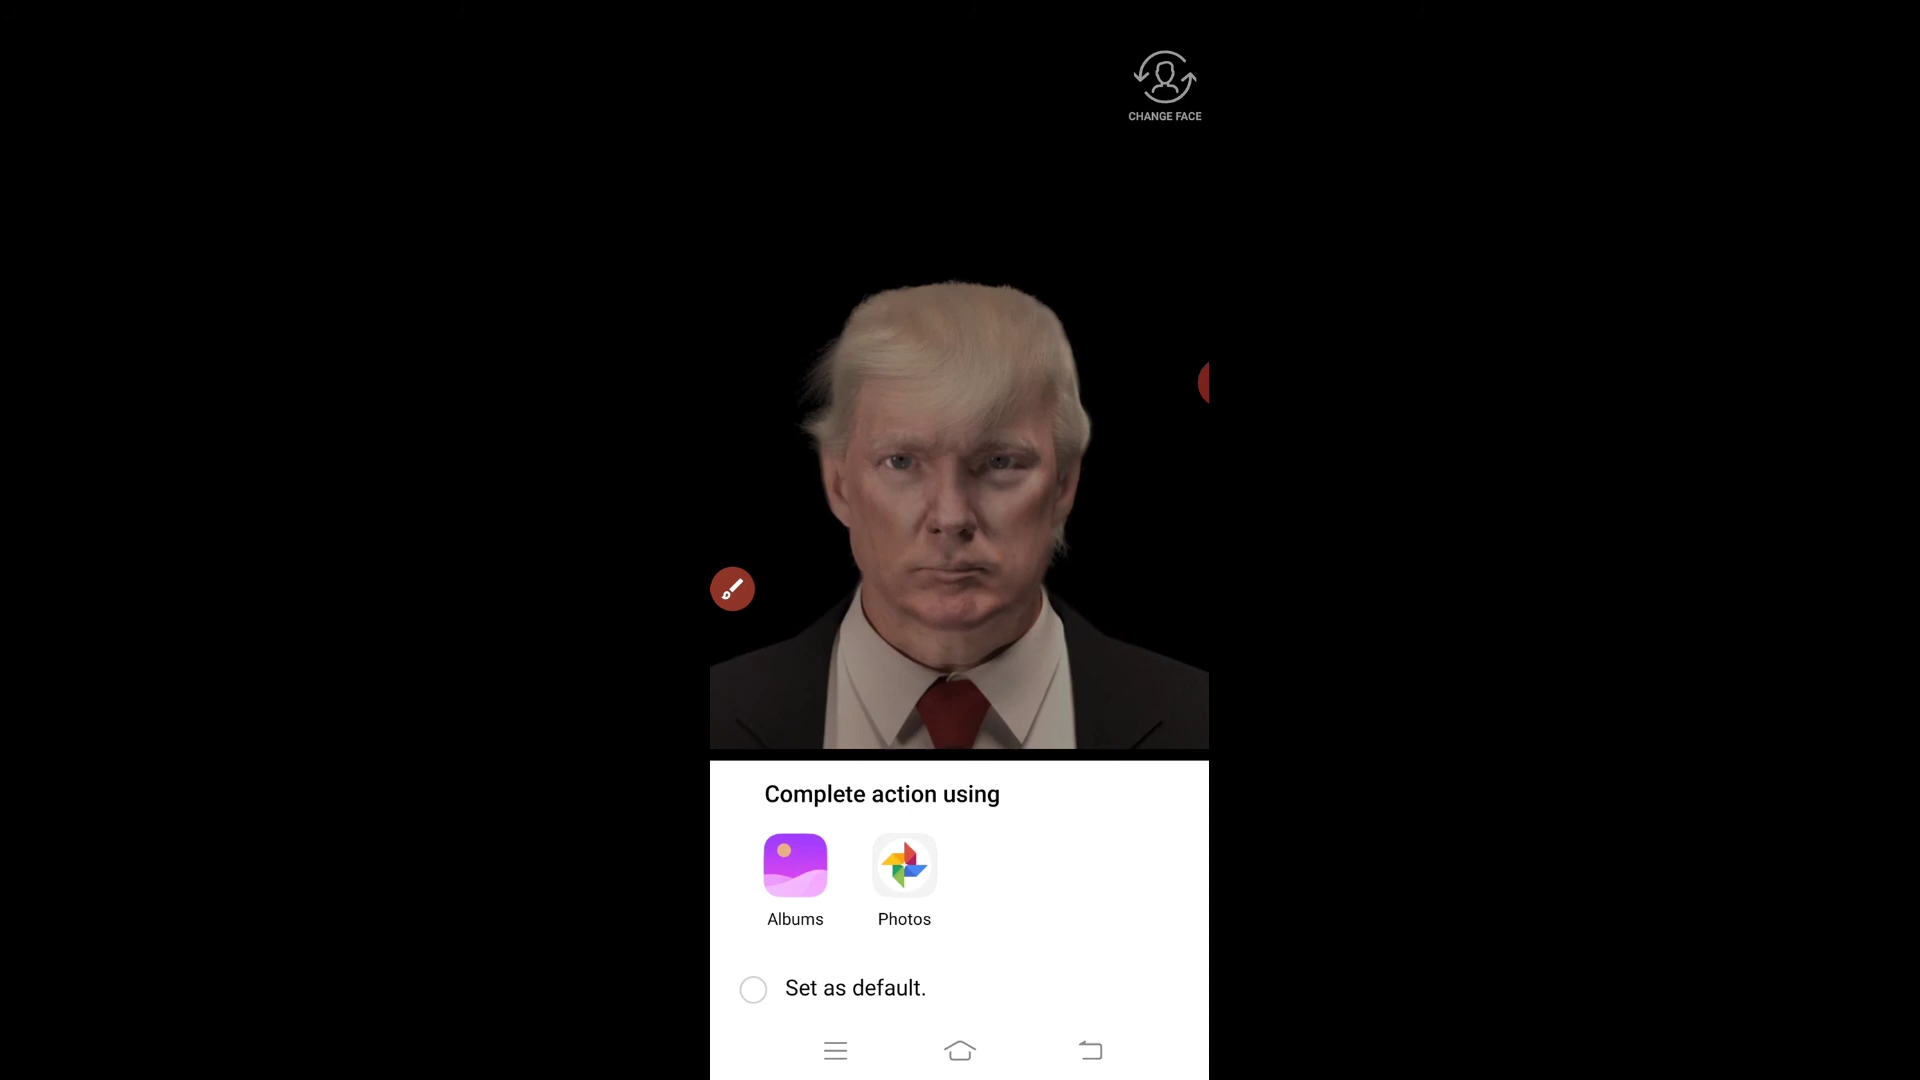 CHANGE FACE
Complete action using
Albums
Photos
Set as default.